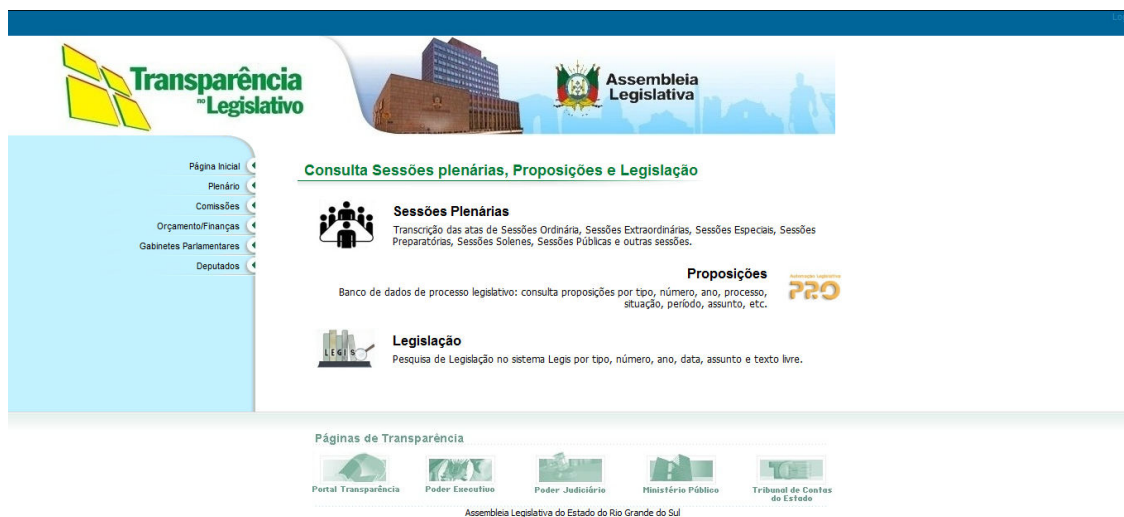 Transparência
no Legislativo
Assembleia
Legislativa
Página Inicial
Plenário
Comissões
Orçamento/Finanças
Gabinetes Parlamentares
Deputados
Consulta Sessões plenárias, Proposições e Legislação
Sessões Plenárias
Transcrição das atas de Sessões Ordinária, Sessões Extraordinárias, Sessões Especiais, Sessões
Preparatórias, Sessões Solenes, Sessões Públicas e outras sessões.
Proposições
Banco de dados de processo legislativo: consulta proposições por tipo, número, ano, processo,
situação, período, assunto, etc.
PRO
LEGIS
Legislação
Pesquisa de Legislação no sistema Legis por tipo, número, ano, data, assunto e texto livre.
Páginas de Transparência
Portal Transparência
Poder Executivo
Poder Judiciário
Ministério Público
Tribunal de Contas
do Estado
Assembleia Legislativa do Estado do Rio Grande do Sul